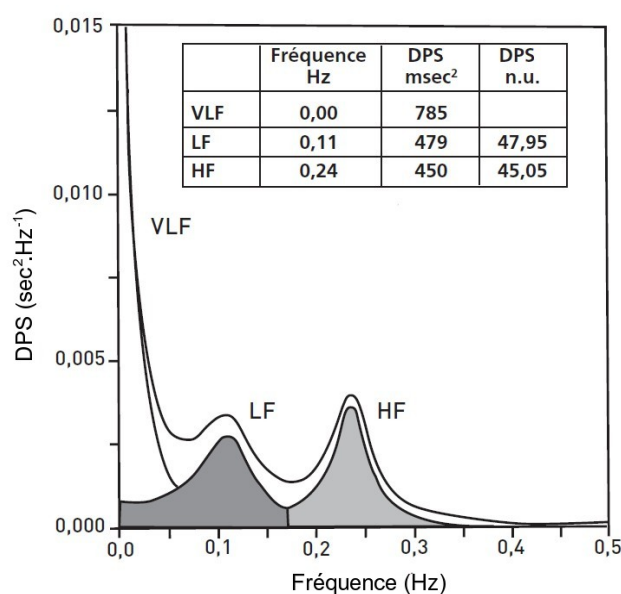 0,015
Fréquence Hz DPS msec² DPS n.u.
VLF 0,00 785
LF 0,11 479 47,95
HF 0,24 450 45,05
0,010
VLF
DPS (sec².Hz⁻¹)
0,005
LF HF
0,000
0,0 0,1 0,2 0,3 0,4 0,5
Fréquence (Hz)